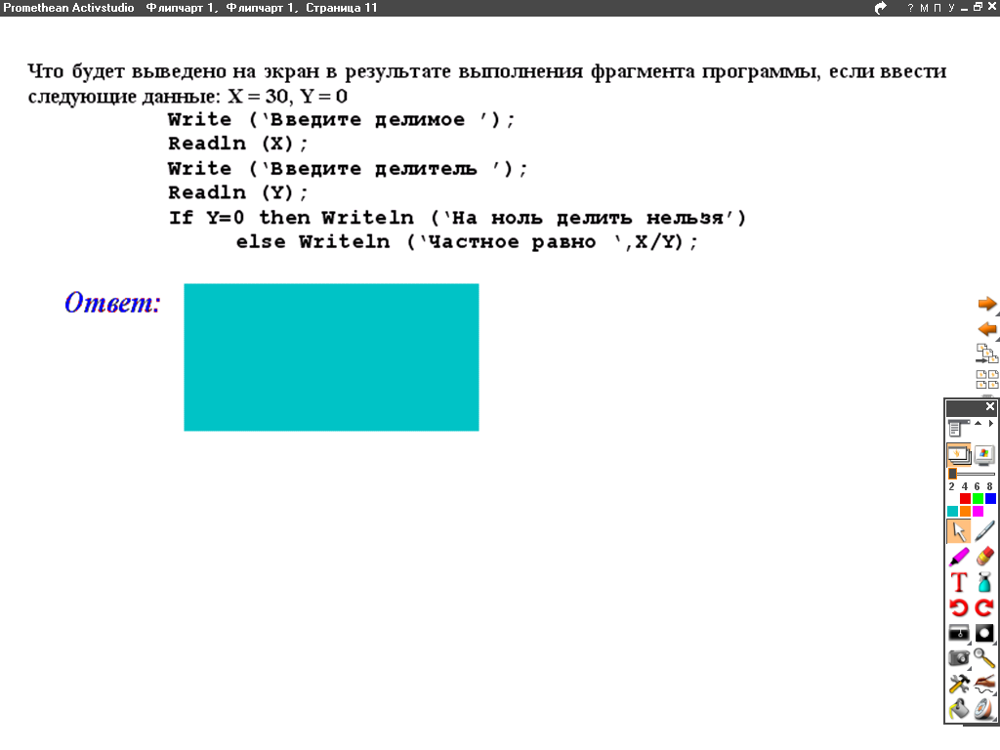 Promethean Activstudio Флипчарт 1, Флипчарт 1, Страница 11
? М П У
Что будет выведено на экран в результате выполнения фрагмента программы, если ввести
следующие данные: X = 30, Y = 0
Write (‘Введите делимое ’);
Readln (X);
Write (‘Введите делитель ’);
Readln (Y);
If Y=0 then Writeln (‘На ноль делить нельзя’)
else Writeln (‘Частное равно ‘,X/Y);
Ответ:
2 4 6 8
T